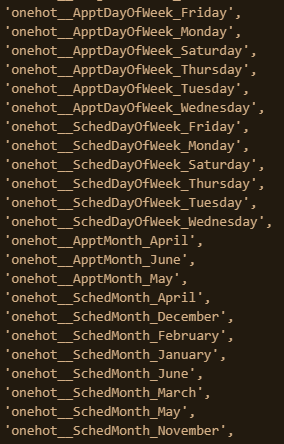 'onehot__ApptDayOfWeek_Friday',
'onehot__ApptDayOfWeek_Monday',
'onehot__ApptDayOfWeek_Saturday',
'onehot__ApptDayOfWeek_Thursday',
'onehot__ApptDayOfWeek_Tuesday',
'onehot__ApptDayOfWeek_Wednesday',
'onehot__SchedDayOfWeek_Friday',
'onehot__SchedDayOfWeek_Monday',
'onehot__SchedDayOfWeek_Saturday',
'onehot__SchedDayOfWeek_Thursday',
'onehot__SchedDayOfWeek_Tuesday',
'onehot__SchedDayOfWeek_Wednesday',
'onehot__ApptMonth_April',
'onehot__ApptMonth_June',
'onehot__ApptMonth_May',
'onehot__SchedMonth_April',
'onehot__SchedMonth_December',
'onehot__SchedMonth_February',
'onehot__SchedMonth_January',
'onehot__SchedMonth_June',
'onehot__SchedMonth_March',
'onehot__SchedMonth_May',
'onehot__SchedMonth_November',